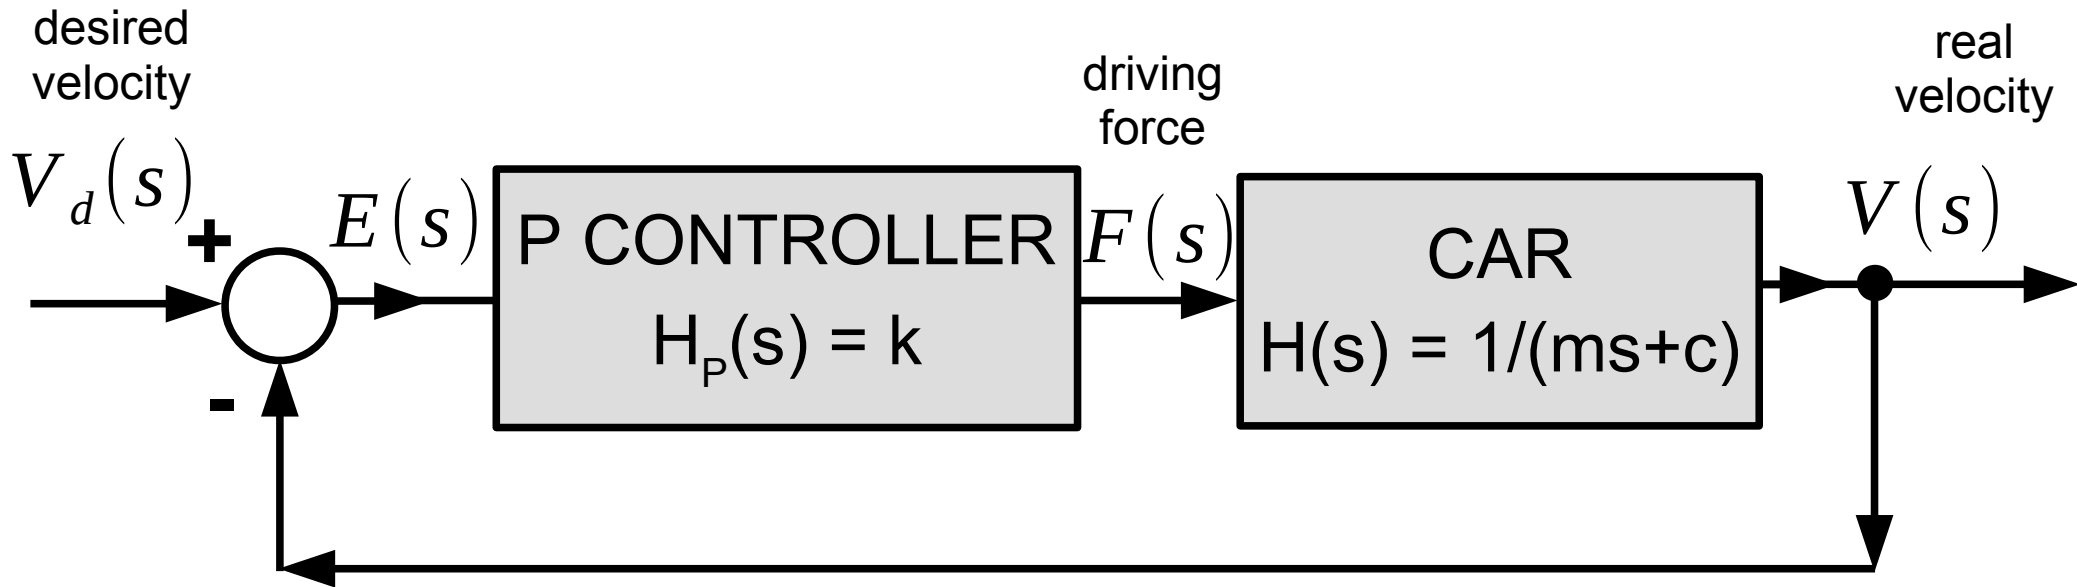 desired
velocity
V_d(s)
+
-
E(s)
P CONTROLLER
H_P(s) = k
driving
force
F(s)
CAR
H(s) = 1/(ms+c)
real
velocity
V(s)